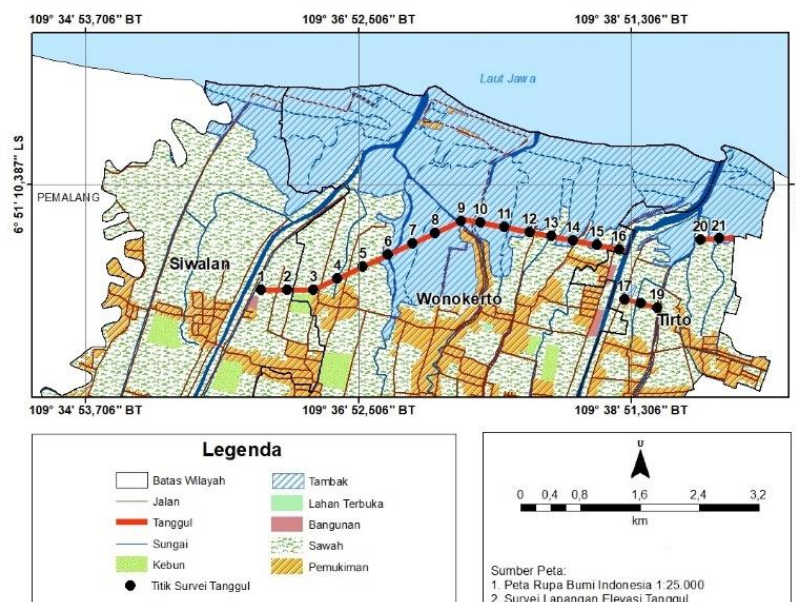 109° 34' 53,706" BT
109° 36' 52,506" BT
109° 38' 51,306" BT
Laut Jawa
6° 51' 10,387" LS
PEMALANG
Siwalan
Wonokerto
Tirto
1
2
3
4
5
6
7
8
9
10
11
12
13
14
15
16
17
19
20
21
109° 34' 53,706" BT
109° 36' 52,506" BT
109° 38' 51,306" BT
Legenda
Batas Wilayah
Jalan
Tanggul
Sungai
Kebun
Titik Survei Tanggul
Tambak
Lahan Terbuka
Bangunan
Sawah
Pemukiman
U
0 0,4 0,8 1,6 2,4 3,2
km
Sumber Peta:
1. Peta Rupa Bumi Indonesia 1:25.000
2. Survei Lapangan Elevasi Tanggul